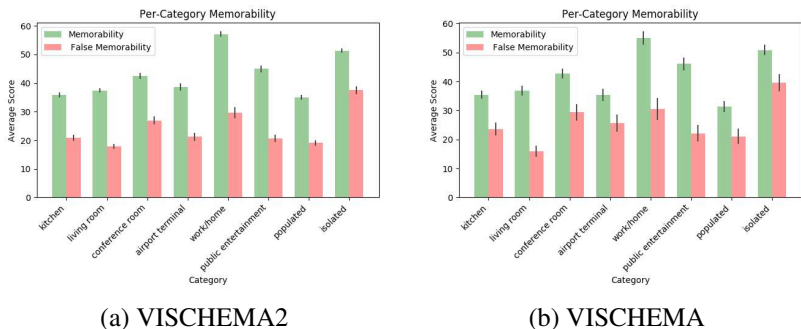 Per-Category Memorability
Memorability
False Memorability
Average Score
60
50
40
30
20
10
0
kitchen
living room
conference room
airport terminal
work/home
public entertainment
populated
isolated
Category
(a) VISCHEMA2
Per-Category Memorability
Memorability
False Memorability
Average Score
60
50
40
30
20
10
0
kitchen
living room
conference room
airport terminal
work/home
public entertainment
populated
isolated
Category
(b) VISCHEMA